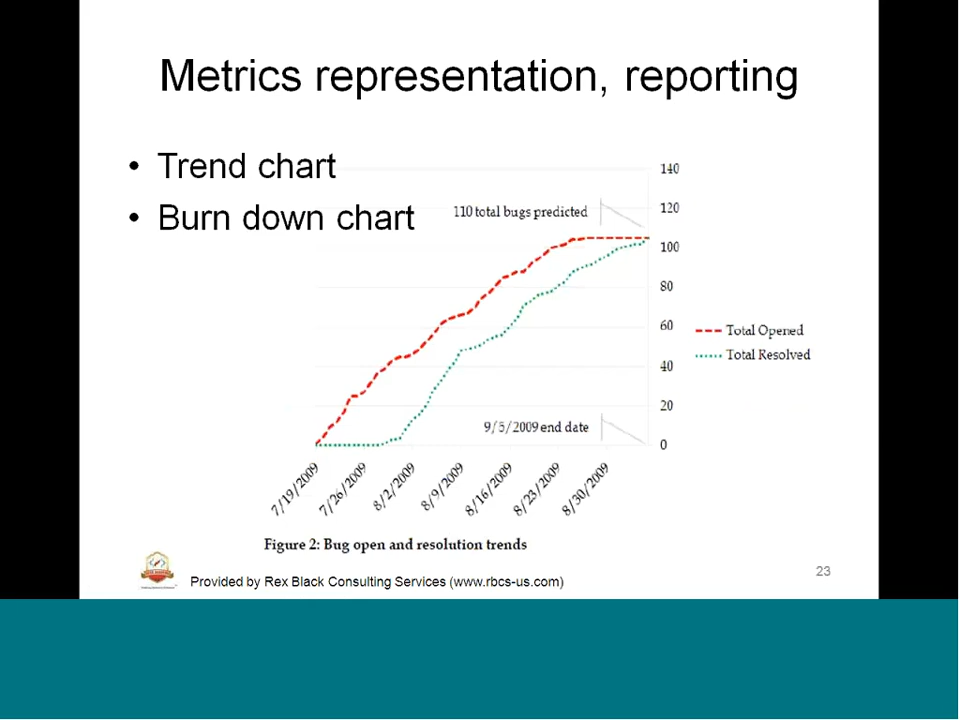 Metrics representation, reporting
• Trend chart
• Burn down chart
140
110 total bugs predicted
120
100
80
60
40
20
0
Total Opened
Total Resolved
9/5/2009 end date
7/19/2009
7/26/2009
8/2/2009
8/9/2009
8/16/2009
8/23/2009
8/30/2009
Figure 2: Bug open and resolution trends
Provided by Rex Black Consulting Services (www.rbcs-us.com)
23